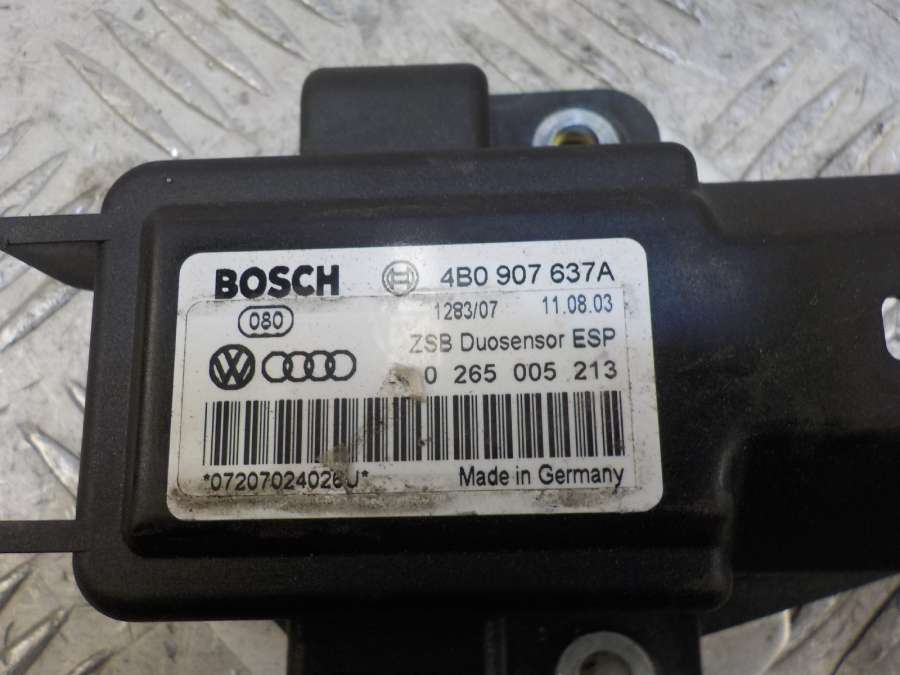 BOSCH 4B0 907 637A
1283/07 11.08.03
080
ZSB Duosensor ESP
0 265 005 213
*07207024026U*
Made in Germany